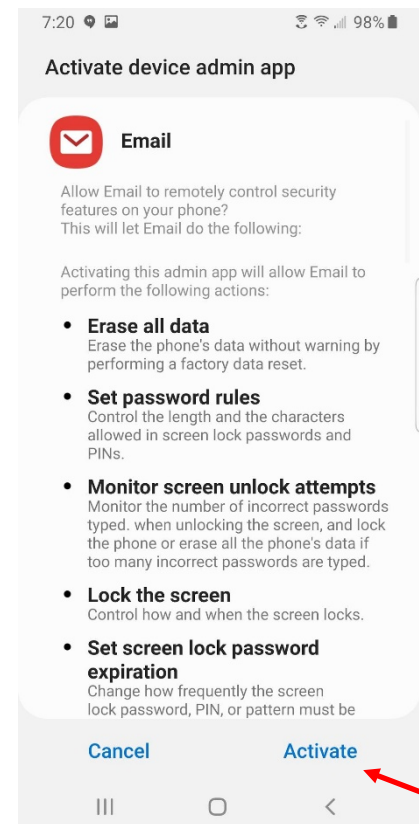 7:20 98%
Activate device admin app
Email
Allow Email to remotely control security
features on your phone?
This will let Email do the following:
Activating this admin app will allow Email to
perform the following actions:
• Erase all data
Erase the phone's data without warning by
performing a factory data
reset.
• Set password rules
Control the length and the
characters
allowed in screen lock passwords and
PINs.
• Monitor screen unlock attempts
Monitor the number of incorrect passwords
typed. when unlocking the screen, and lock
the phone or erase all the phone's data if
too many incorrect passwords are typed.
• Lock the screen
Control how and when the screen locks.
• Set screen lock password
expiration
Change how frequently the screen
lock password, PIN, or pattern must be
Cancel Activate